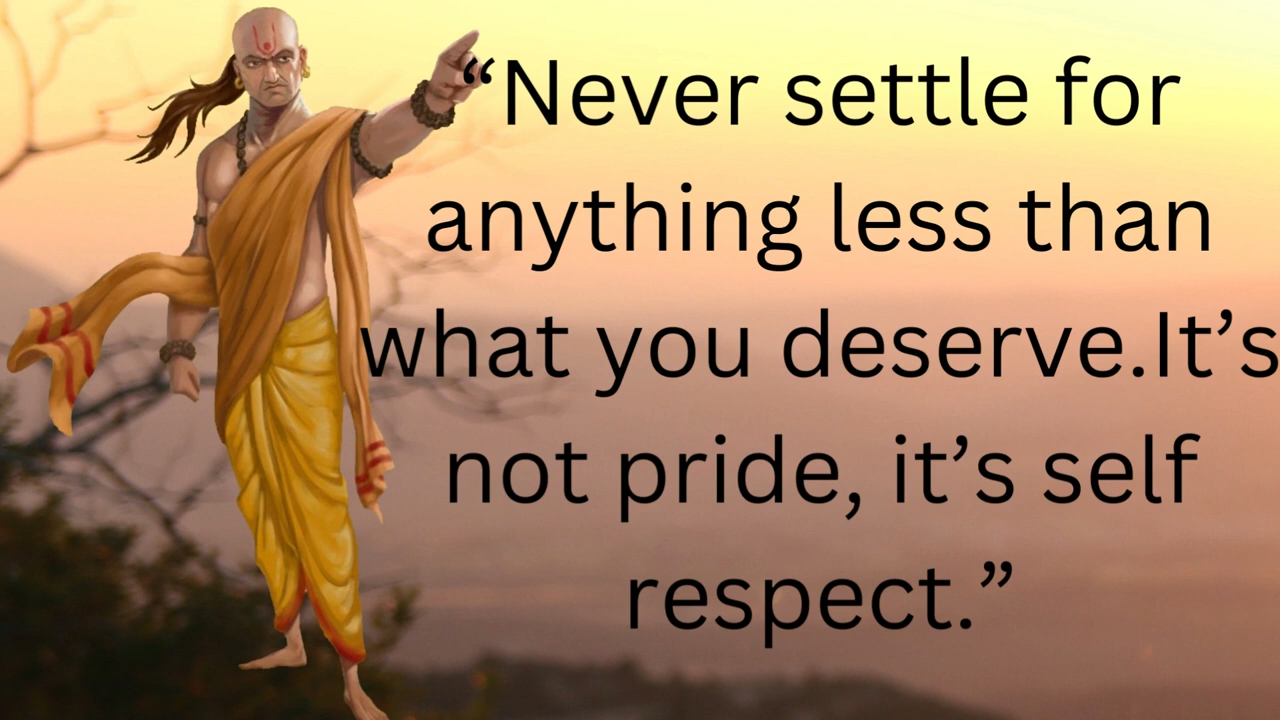 “Never settle for
anything less than
what you deserve.It’s
not pride, it’s self
respect.”